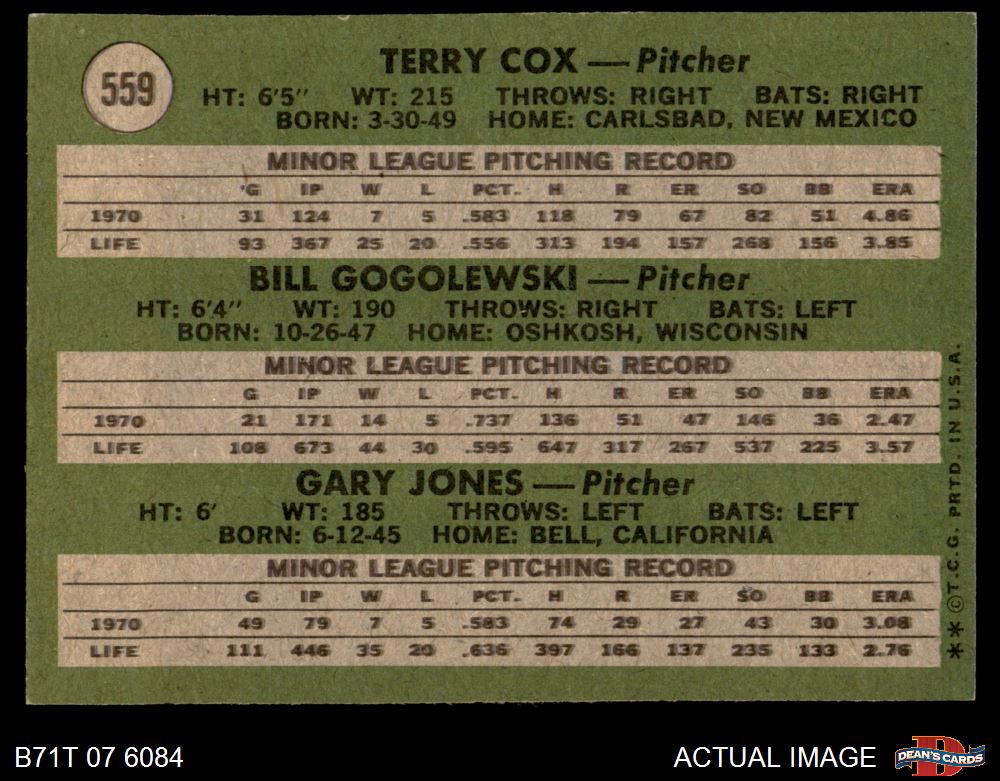 559
TERRY COX — Pitcher
HT: 6'5" WT: 215 THROWS: RIGHT BATS: RIGHT
BORN: 3-30-49 HOME: CARLSBAD, NEW MEXICO
MINOR LEAGUE PITCHING RECORD
G IP W L PCT. H R ER SO BB ERA
1970 31 124 7 5 .583 118 79 67 82 51 4.86
LIFE 93 367 25 20 .556 313 194 157 268 156 3.85
BILL GOGOLEWSKI — Pitcher
HT: 6'4" WT: 190 THROWS: RIGHT BATS: LEFT
BORN: 10-26-47 HOME: OSHKOSH, WISCONSIN
MINOR LEAGUE PITCHING RECORD
G IP W L PCT. H R ER SO BB ERA
1970 21 171 14 5 .737 136 51 47 146 36 2.47
LIFE 108 673 44 30 .595 647 317 267 537 225 3.57
GARY JONES — Pitcher
HT: 6' WT: 185 THROWS: LEFT BATS: LEFT
BORN: 6-12-45 HOME: BELL, CALIFORNIA
MINOR LEAGUE PITCHING RECORD
G IP W L PCT. H R ER SO BB ERA
1970 49 79 7 5 .583 74 29 27 43 30 3.08
LIFE 111 446 35 20 .636 397 166 137 235 133 2.76
** © T.C.G. PRTD. IN U.S.A.
B71T 07 6084
ACTUAL IMAGE
D
DEAN'S CARDS